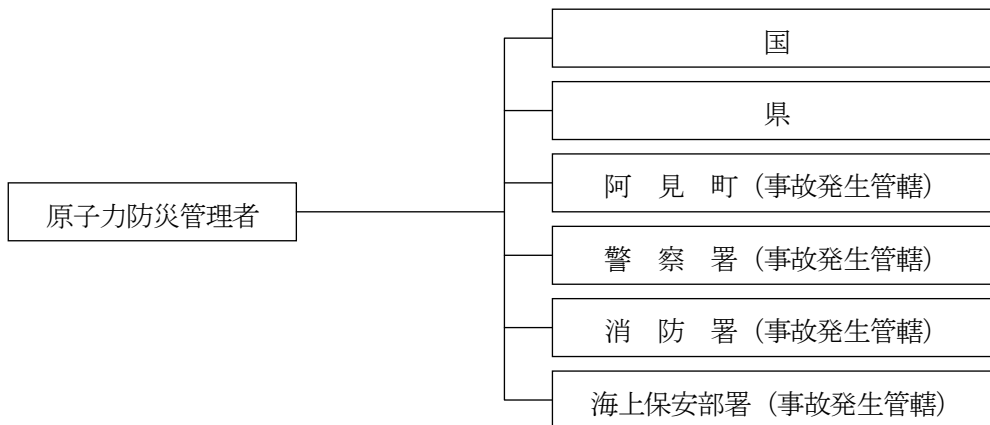 国
県
阿　見　町（事故発生管轄）
原子力防災管理者
警　察　署（事故発生管轄）
消　防　署（事故発生管轄）
海上保安部署（事故発生管轄）